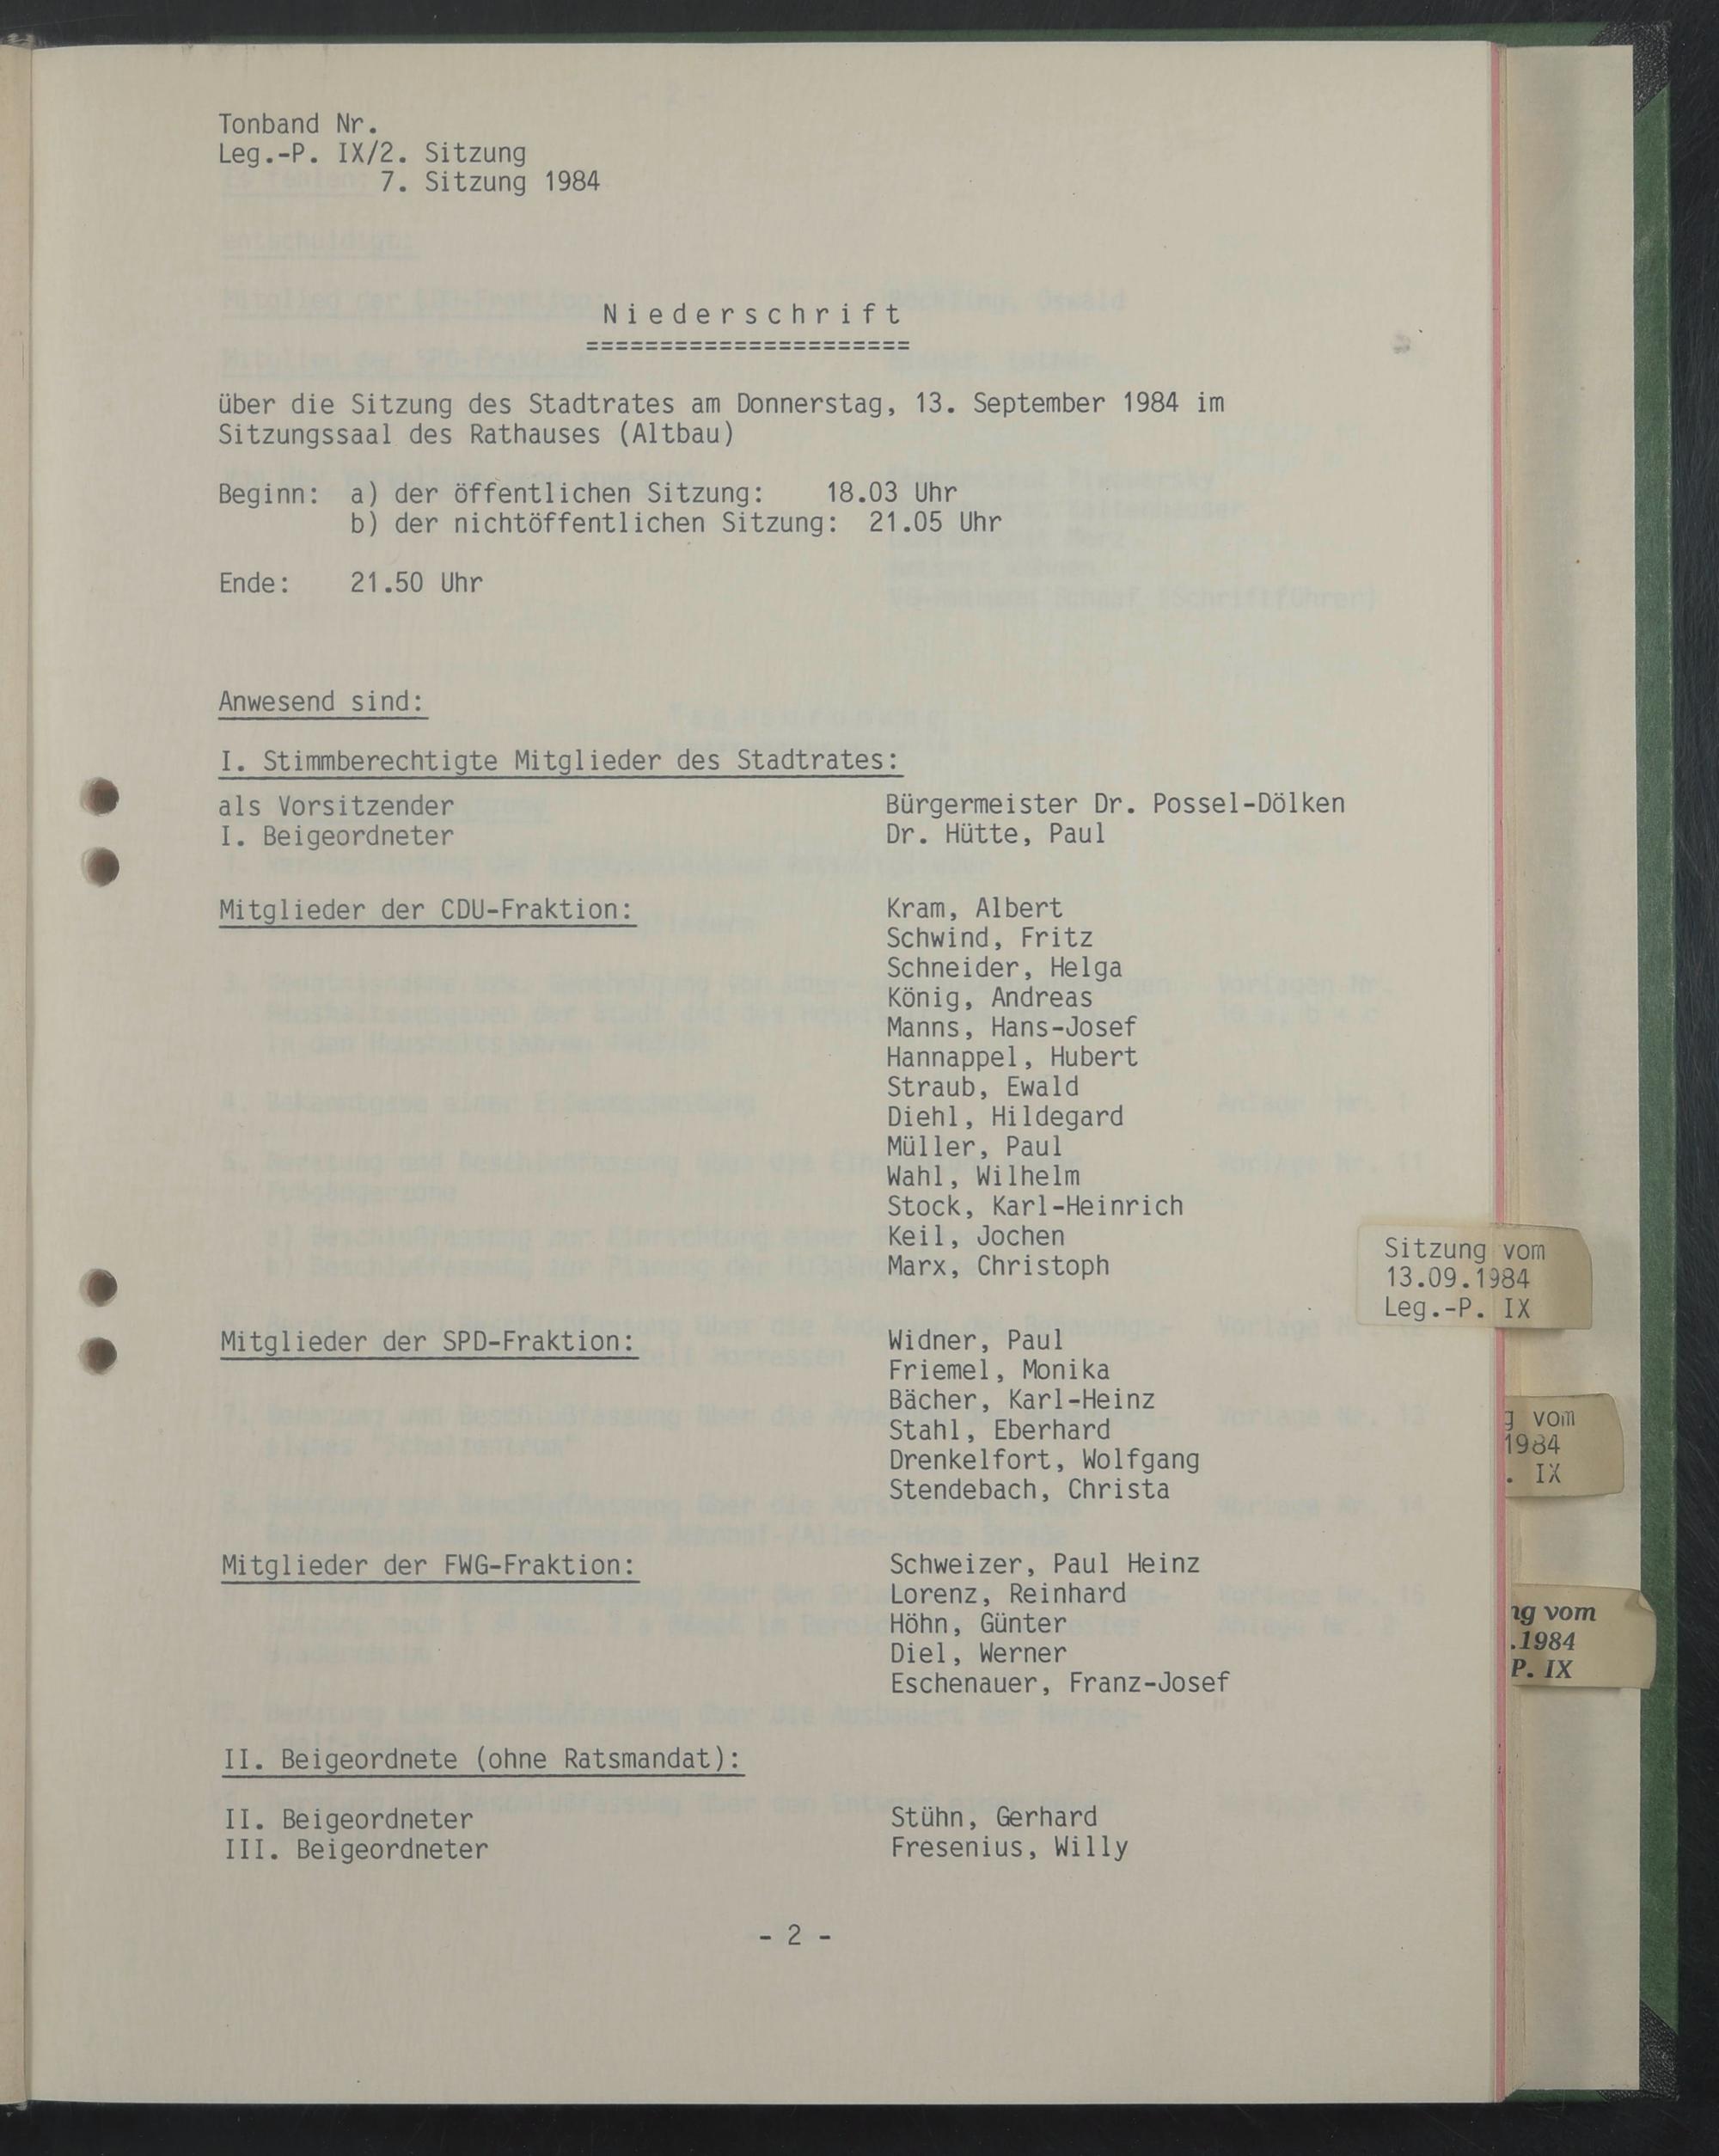 Tonband Nr.
Leg.-P. IX/2. Sitzung
7. Sitzung 1984
Niederschrift
======================
über die Sitzung des Stadtrates am Donnerstag, 13. September 1984 im
Sitzungssaal des Rathauses (Altbau)
Beginn: a) der öffentlichen Sitzung: 18.03 Uhr
b) der nichtöffentlichen Sitzung: 21.05 Uhr
Ende: 21.50 Uhr
Anwesend sind:
I. Stimmberechtigte Mitglieder des Stadtrates:
als Vorsitzender Bürgermeister Dr. Possel-Dölken
I. Beigeordneter Dr. Hütte, Paul
Mitglieder der CDU-Fraktion: Kram, Albert
Schwind, Fritz
Schneider, Helga
König, Andreas
Manns, Hans-Josef
Hannappel, Hubert
Straub, Ewald
Diehl, Hildegard
Müller, Paul
Wahl, Wilhelm
Stock, Karl-Heinrich
Keil, Jochen
Marx, Christoph
Mitglieder der SPD-Fraktion: Widner, Paul
Friemel, Monika
Bächer, Karl-Heinz
Stahl, Eberhard
Drenkelfort, Wolfgang
Stendebach, Christa
Mitglieder der FWG-Fraktion: Schweizer, Paul Heinz
Lorenz, Reinhard
Höhn, Günter
Diel, Werner
Eschenauer, Franz-Josef
II. Beigeordnete (ohne Ratsmandat):
II. Beigeordneter Stühn, Gerhard
III. Beigeordneter Fresenius, Willy
- 2 -
Sitzung vom
13.09.1984
Leg.-P. IX
g vom
1984
. IX
ng vom
.1984
P. IX